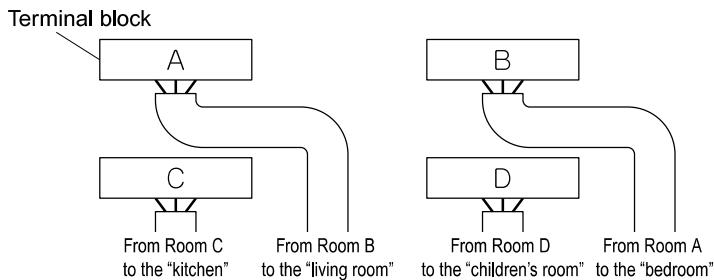 Terminal block
A
B
C
D
From Room C
to the “kitchen”
From Room B
to the “living room”
From Room D
to the “children’s room”
From Room A
to the “bedroom”